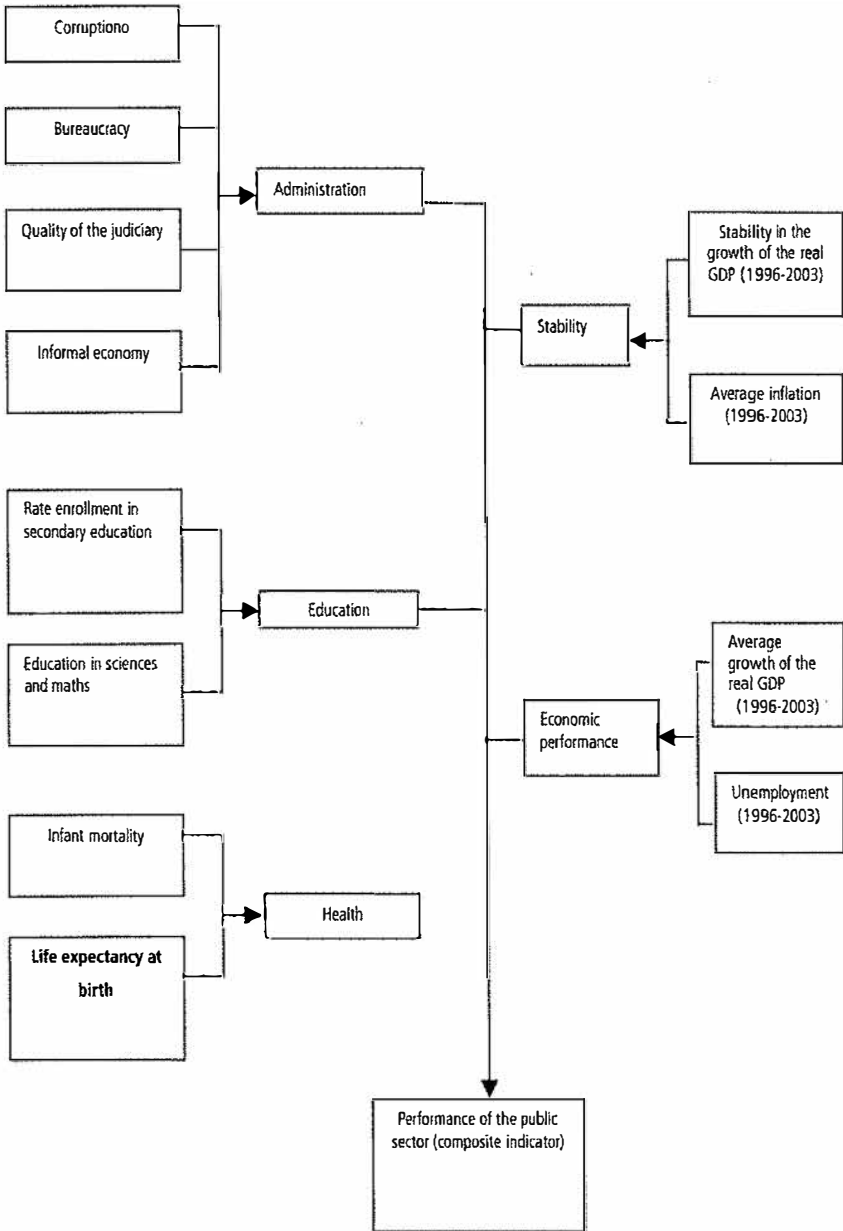 Corruptiono
Bureaucracy
Administration
Quality of the judiciary
Informal economy
Stability in the
growth of the real
GDP (1996-2003)
Stability
Average inflation
(1996-2003)
Rate enrollment in
secondary education
Education
Education in sciences
and maths
Average
growth of the
real GDP
(1996-2003)
Economic
performance
Unemployment
(1996-2003)
Infant mortality
Health
Life expectancy at
birth
Performance of the public
sector (composite indicator)